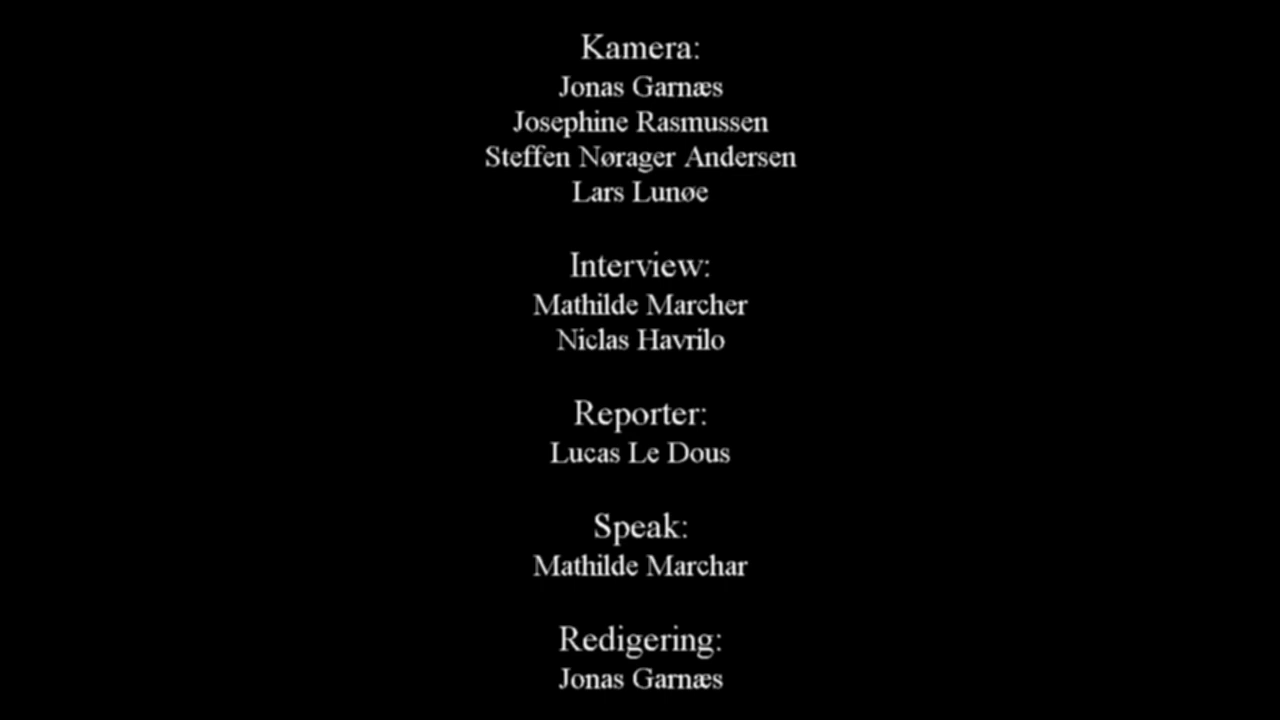 Kamera:
Jonas Garnæs
Josephine Rasmussen
Steffen Nørager Andersen
Lars Lunøe
Interview:
Mathilde Marcher
Niclas Havrilo
Reporter:
Lucas Le Dous
Speak:
Mathilde Marchar
Redigering:
Jonas Garnæs